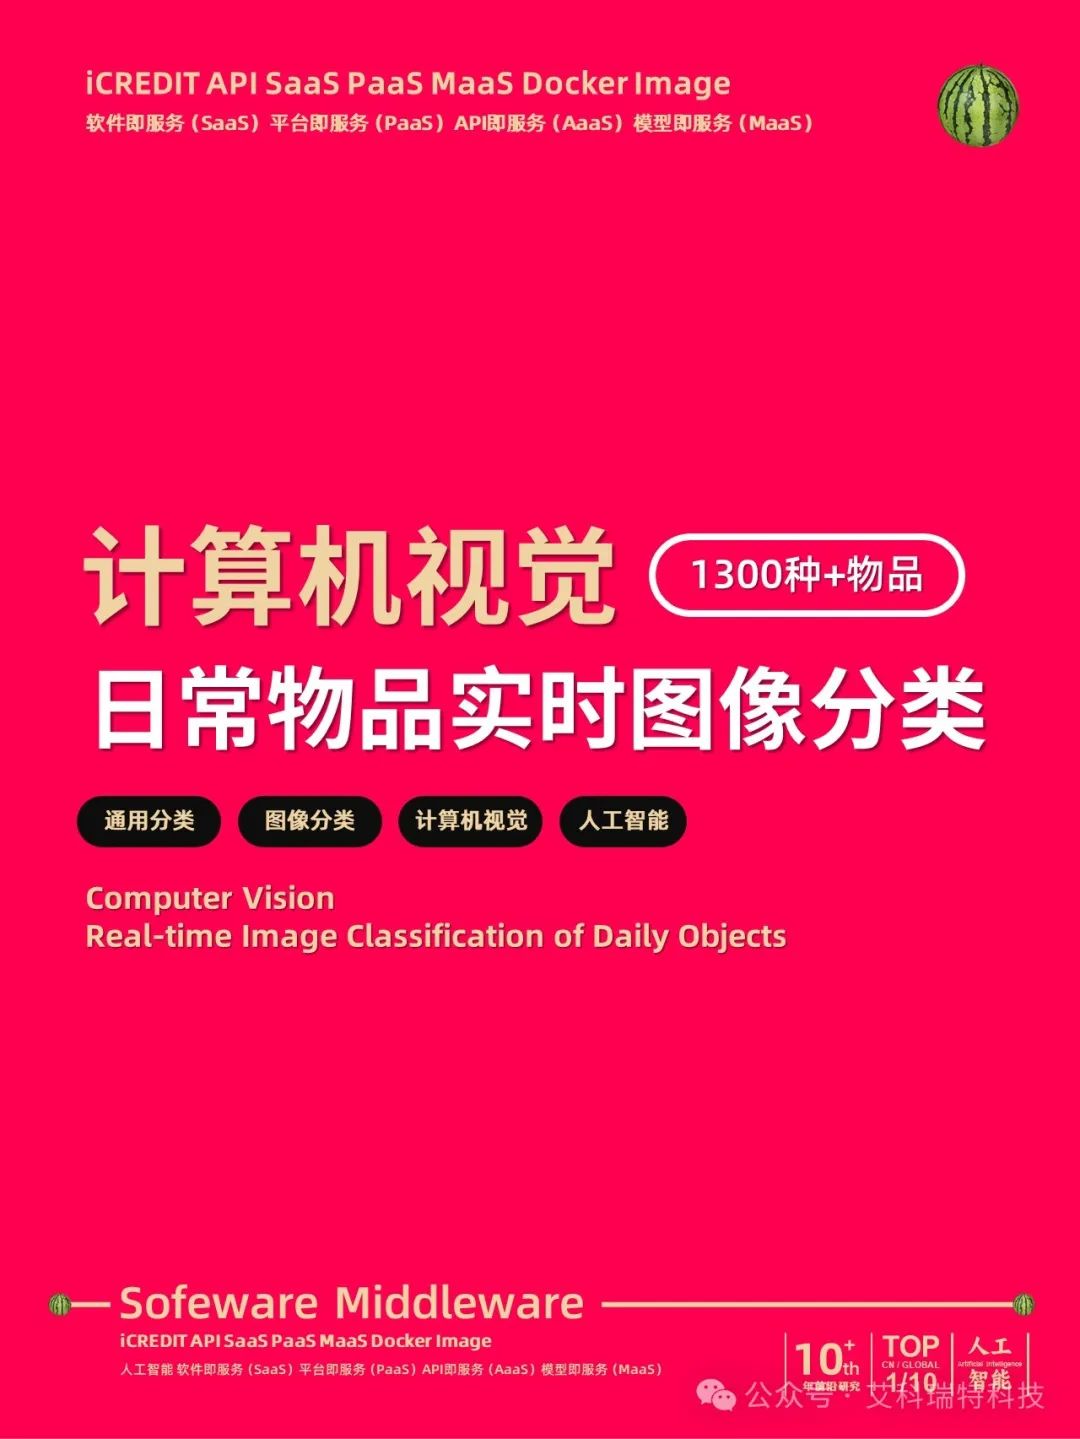 iCREDIT API SaaS PaaS MaaS Docker Image
软件即服务（SaaS）平台即服务（PaaS）API即服务（AaaS）模型即服务（MaaS）
计算机视觉
1300种+物品
日常物品实时图像分类
通用分类 图像分类 计算机视觉 人工智能
Computer Vision
Real-time Image Classification of Daily Objects
Sofeware Middleware
iCREDIT API SaaS PaaS MaaS Docker Image
人工智能 软件即服务（SaaS）平台即服务（PaaS）API即服务（AaaS）模型即服务（MaaS）
10+th
年前沿研究
TOP
CN / GLOBAL
1/10
人工
Artificial Intelligence
智能
公众号 · 艾科瑞特科技